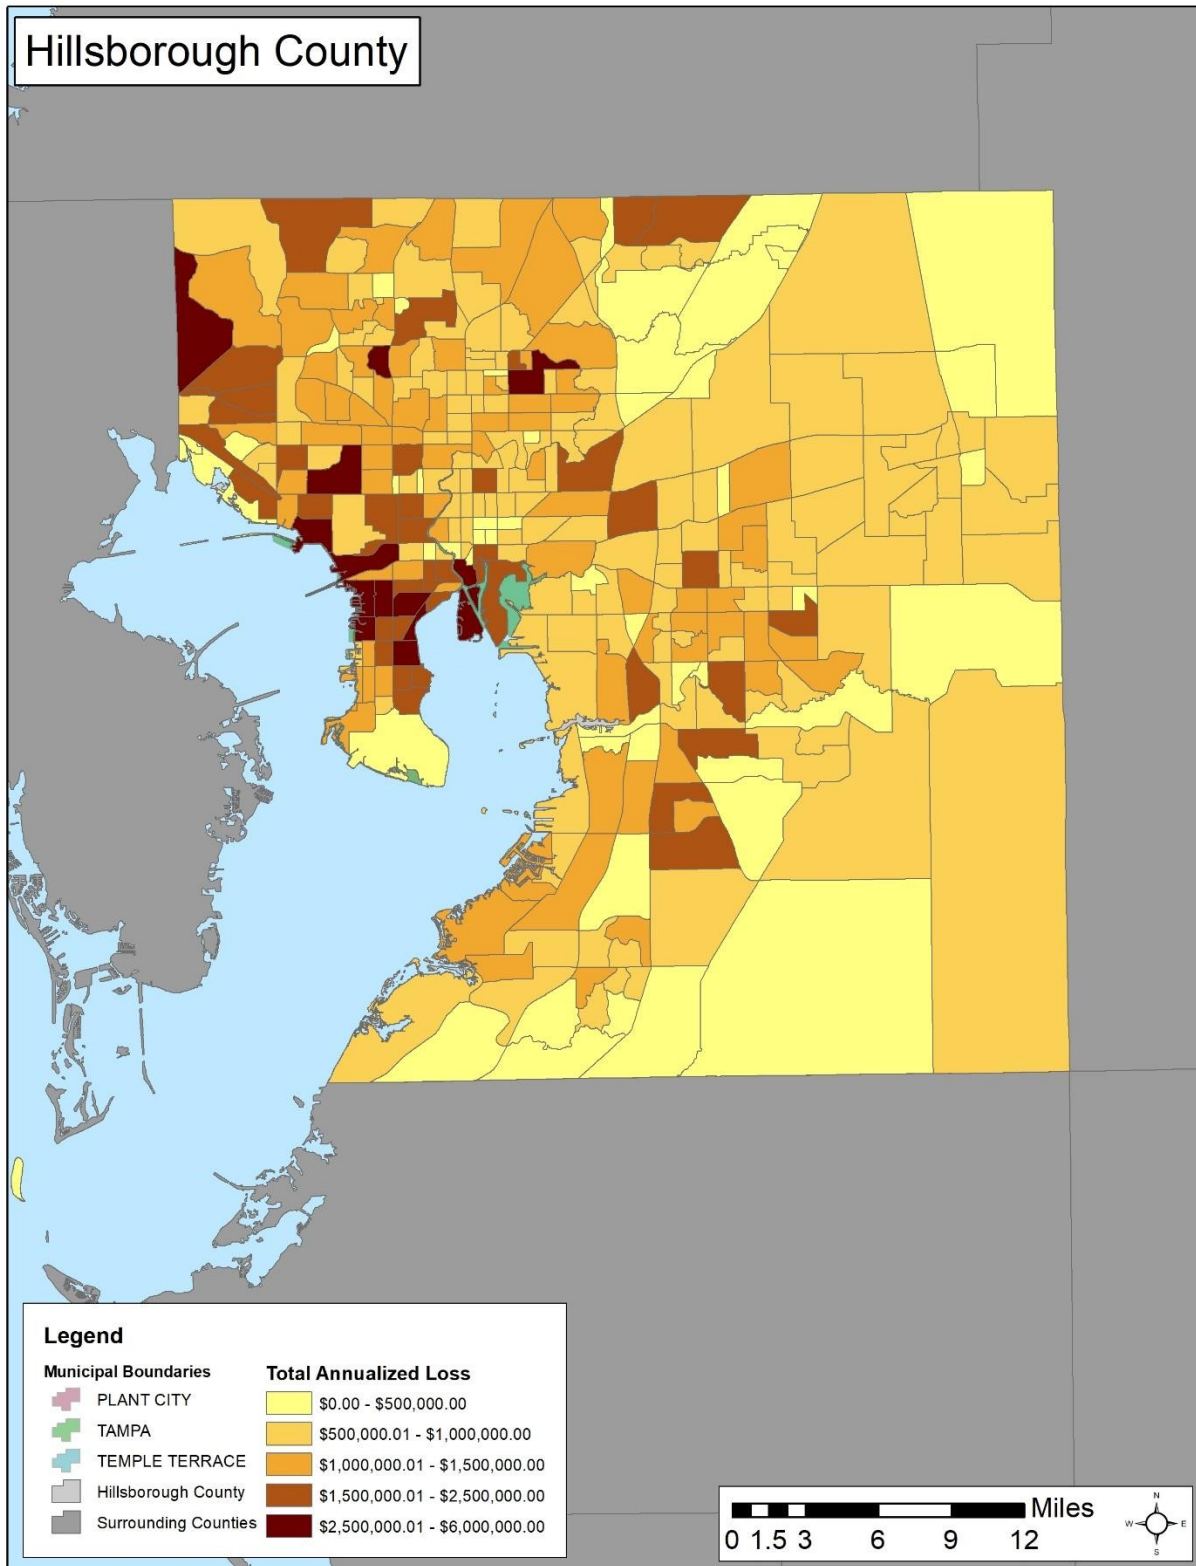 Hillsborough County
Legend
Municipal Boundaries
PLANT CITY
TAMPA
TEMPLE TERRACE
Hillsborough County
Surrounding Counties
Total Annualized Loss
$0.00 - $500,000.00
$500,000.01 - $1,000,000.00
$1,000,000.01 - $1,500,000.00
$1,500,000.01 - $2,500,000.00
$2,500,000.01 - $6,000,000.00
Miles
0 1.5 3 6 9 12
N
W E
S